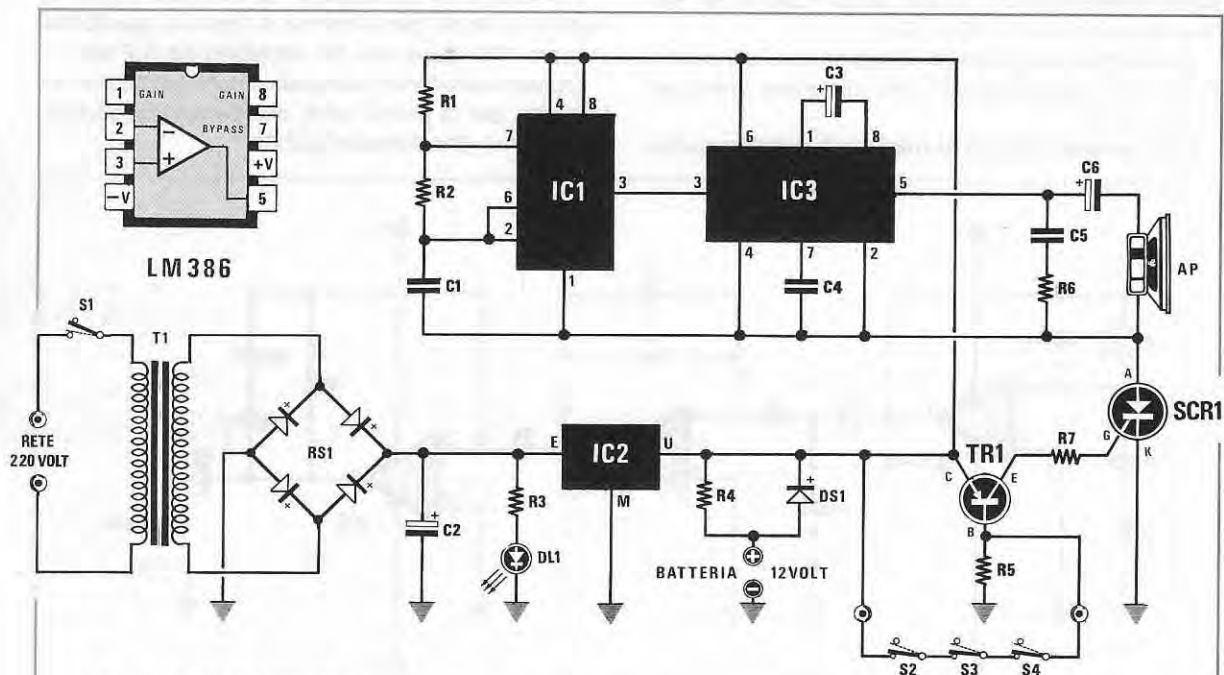 1 GAIN GAIN 8
2 BYPASS 7
3 +V
−V 5
LM386
R1
R2
C1
4 8
7
6
2
IC1
3
1
C3
6 1 8
3 IC3 5
4 7 2
C4
C6
C5
R6
AP
S1
T1
RETE
220 VOLT
RS1
C2
R3
DL1
E IC2 U
M
R4
DS1
BATTERIA 12 VOLT
TR1
C E
B
R5
R7
A
G
K
SCR1
S2 S3 S4